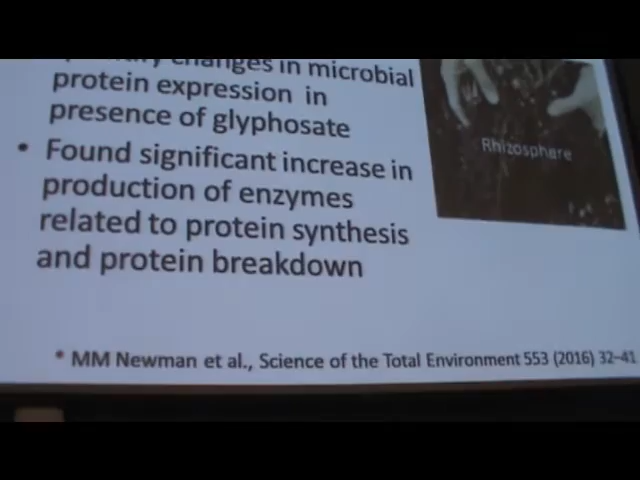 changes in microbial
protein expression in
presence of glyphosate
• Found significant increase in
production of enzymes
related to protein synthesis
and protein breakdown
Rhizosphere
* MM Newman et al., Science of the Total Environment 553 (2016) 32–41